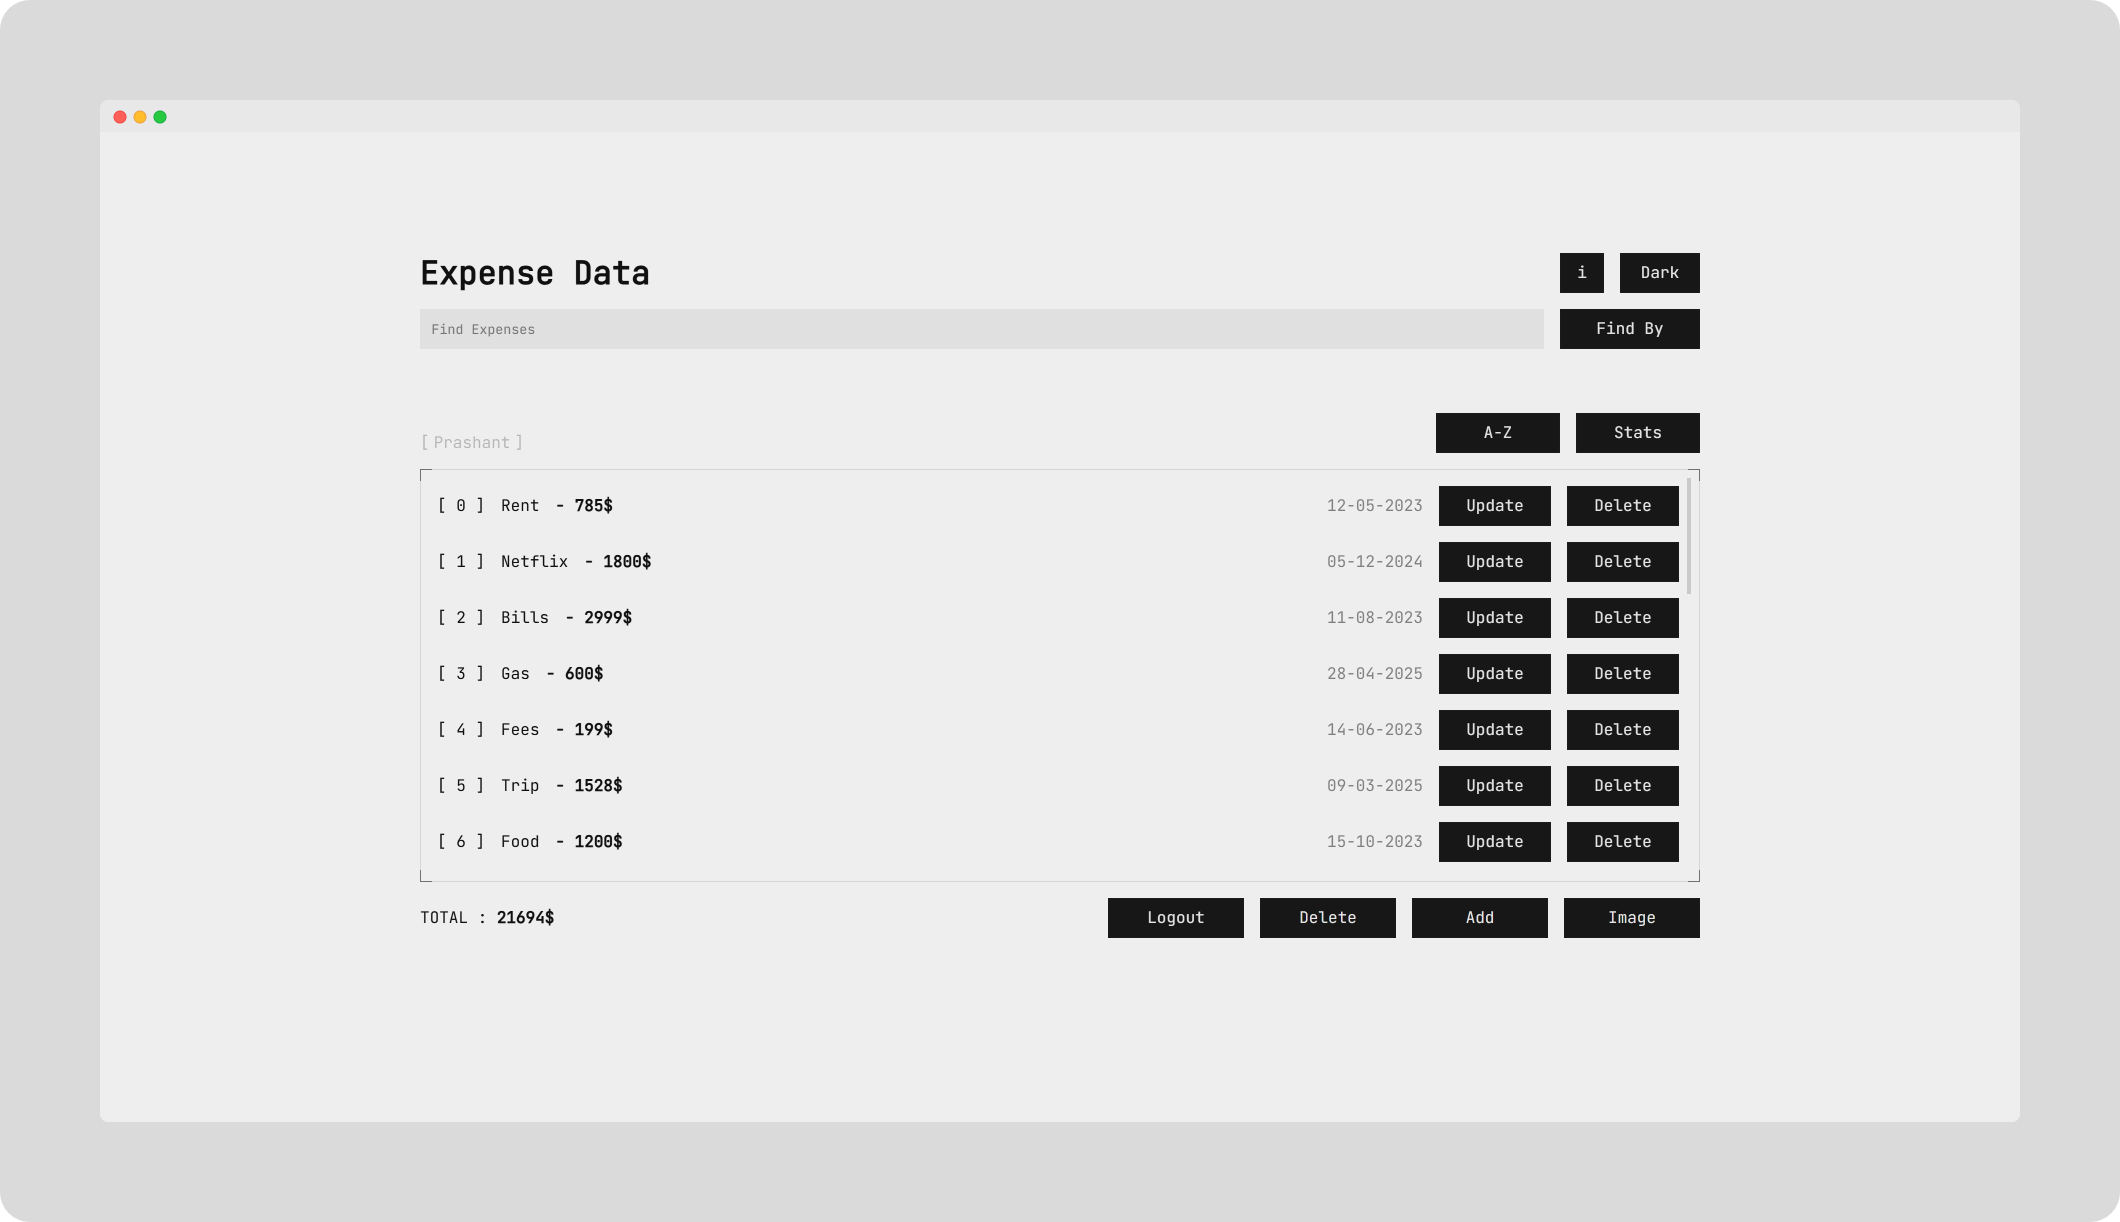 Expense Data i Dark
Find Expenses Find By
A-Z Stats
[ Prashant ]
[ 0 ] Rent - 785$ 12-05-2023 Update Delete
[ 1 ] Netflix - 1800$ 05-12-2024 Update Delete
[ 2 ] Bills - 2999$ 11-08-2023 Update Delete
[ 3 ] Gas - 600$ 28-04-2025 Update Delete
[ 4 ] Fees - 199$ 14-06-2023 Update Delete
[ 5 ] Trip - 1528$ 09-03-2025 Update Delete
[ 6 ] Food - 1200$ 15-10-2023 Update Delete
TOTAL : 21694$ Logout Delete Add Image